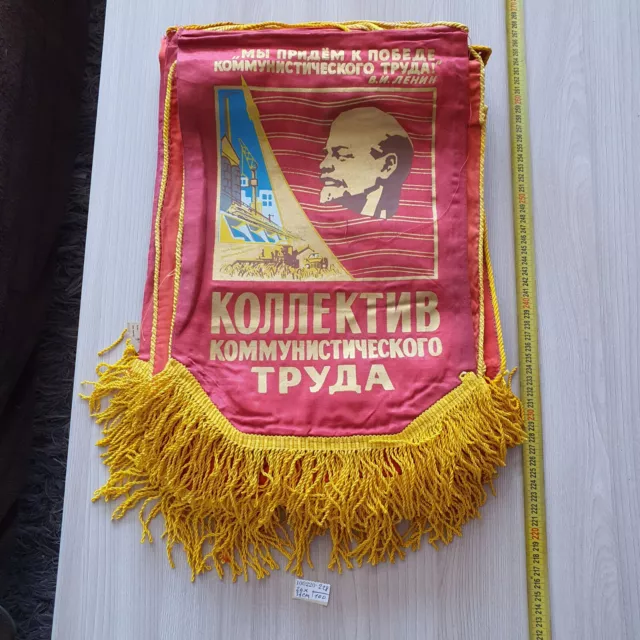 „МЫ ПРИДЁМ К ПОБЕДЕ
КОММУНИСТИЧЕСКОГО ТРУДА!"
В.И. ЛЕНИН
КОЛЛЕКТИВ
КОММУНИСТИЧЕСКОГО
ТРУДА